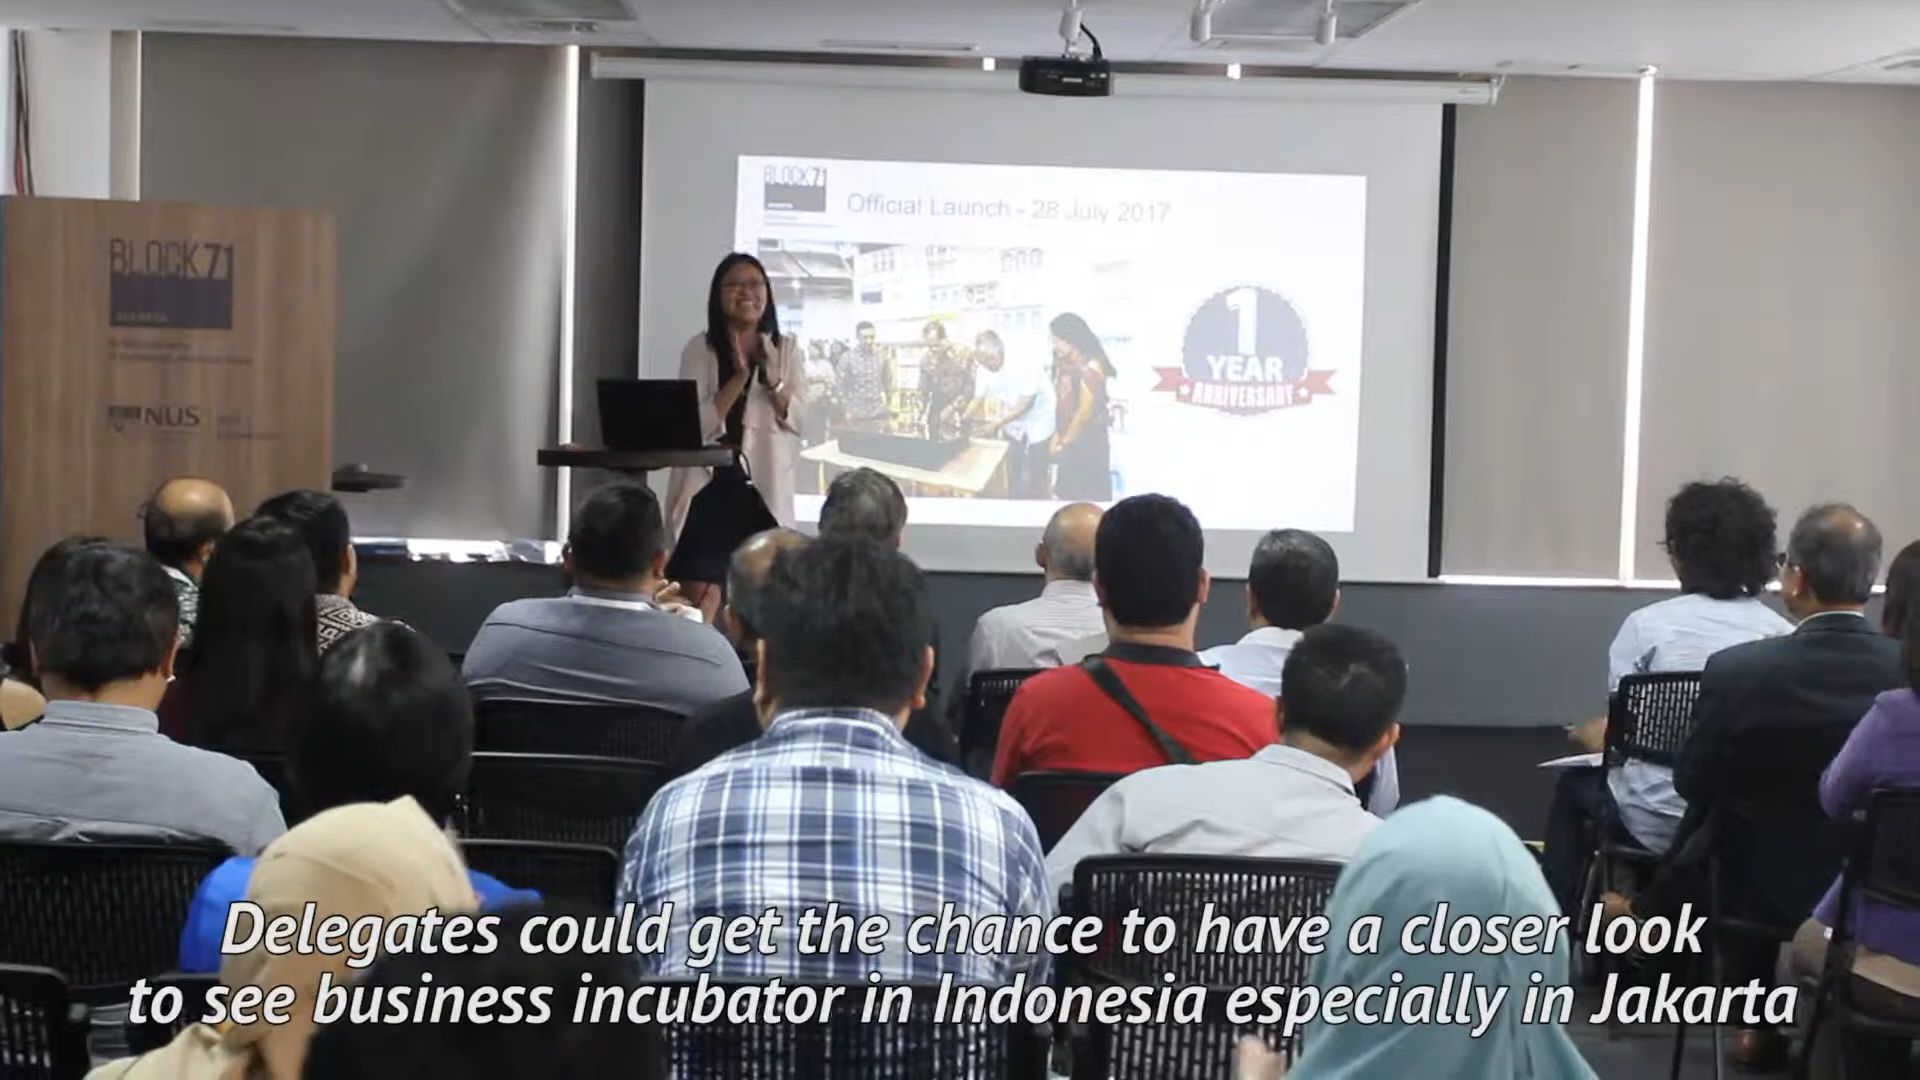 BLOCK71
Official Launch - 28 July 2017
1
YEAR
ANNIVERSARY
BLOCK71
JAKARTA
NUS
Delegates could get the chance to have a closer look
to see business incubator in Indonesia especially in Jakarta